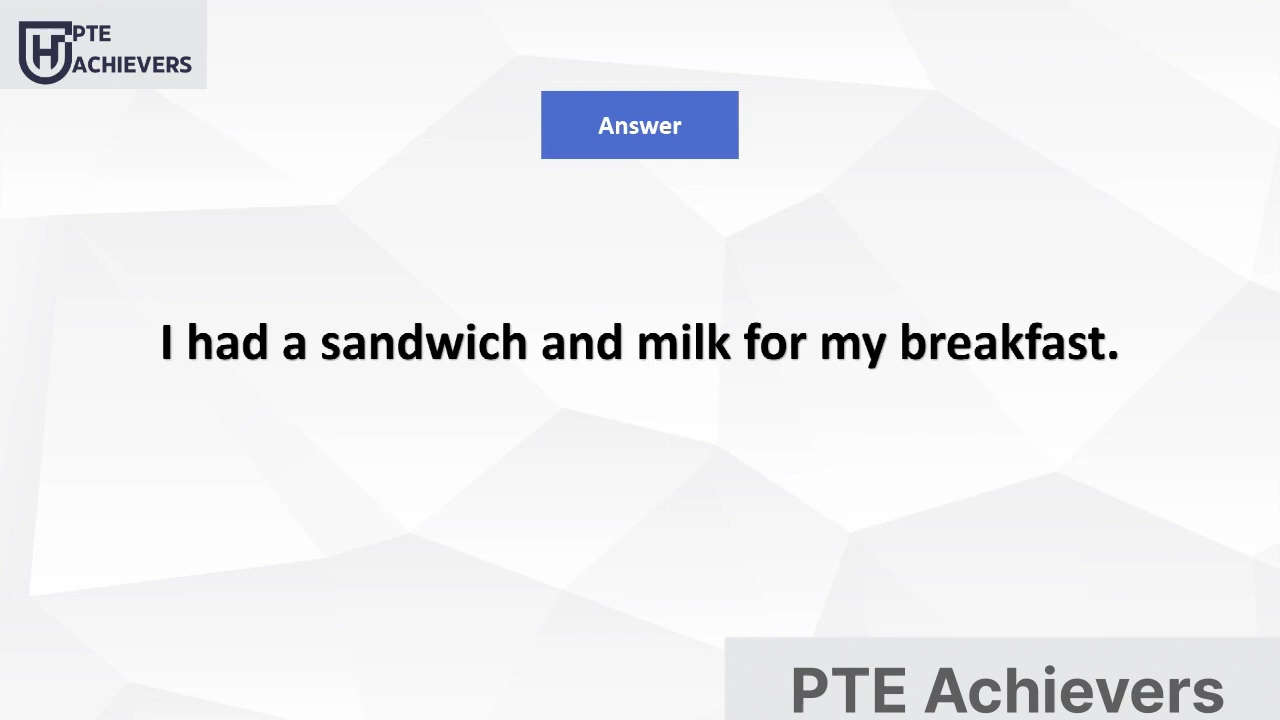 PTE
ACHIEVERS
Answer
I had a sandwich and milk for my breakfast.
PTE Achievers